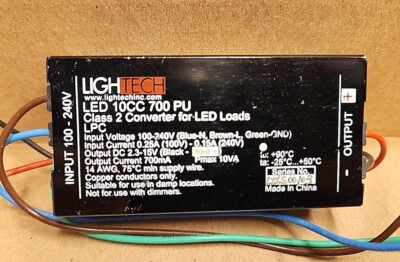 LIGHTECH
www.lightechinc.com
LED 10CC 700 PU
Class 2 Converter for LED Loads
LPC
Input Voltage 100-240V (Blue-N, Brown-L, Green-GND)
Input Current 0.25A (100V) - 0.15A (240V)
Output DC 2.3-15V (Black -
Output Current 700mA Pmax 10VA
14 AWG, 75°C min supply wire.
Copper conductors only.
Suitable for use in damp locations.
Not for use with dimmers.
tc: +90°C
ta: -25°C...+50°C
Series No
Made in China
INPUT 100 - 240V
- OUTPUT +